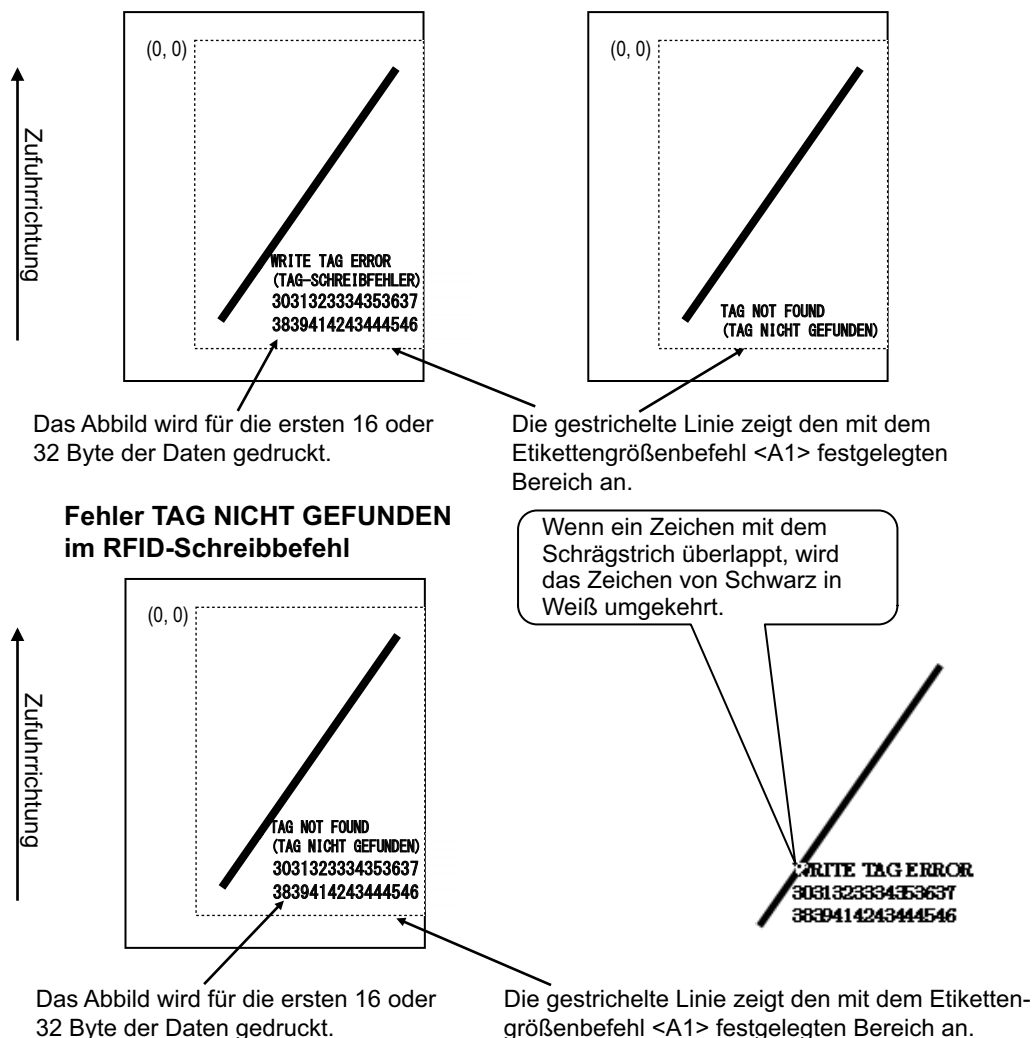 (0, 0)
Zufuhrrichtung
WRITE TAG ERROR
(TAG-SCHREIBFEHLER)
3031323334353637
3839414243444546
(0, 0)
TAG NOT FOUND
(TAG NICHT GEFUNDEN)
Das Abbild wird für die ersten 16 oder
32 Byte der Daten gedruckt.
Die gestrichelte Linie zeigt den mit dem
Etikettengrößenbefehl <A1> festgelegten
Bereich an.
Fehler TAG NICHT GEFUNDEN
im RFID-Schreibbefehl
(0, 0)
Zufuhrrichtung
TAG NOT FOUND
(TAG NICHT GEFUNDEN)
3031323334353637
3839414243444546
Wenn ein Zeichen mit dem
Schrägstrich überlappt, wird
das Zeichen von Schwarz in
Weiß umgekehrt.
WRITE TAG ERROR
3031323334353637
3839414243444546
Das Abbild wird für die ersten 16 oder
32 Byte der Daten gedruckt.
Die gestrichelte Linie zeigt den mit dem Etiketten-
größenbefehl <A1> festgelegten Bereich an.